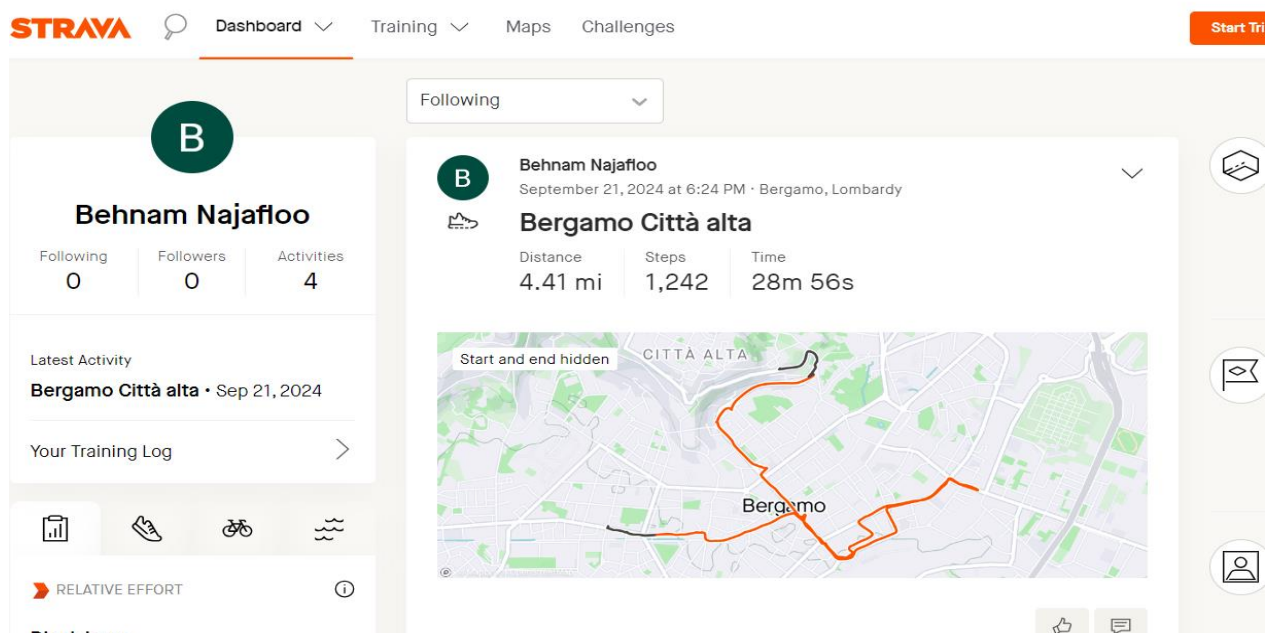 STRAVA Dashboard Training Maps Challenges Start Tri
Following
B
Behnam Najafloo
Following Followers Activities
0 0 4
Latest Activity
Bergamo Città alta • Sep 21, 2024
Your Training Log
RELATIVE EFFORT
B
Behnam Najafloo
September 21, 2024 at 6:24 PM · Bergamo, Lombardy
Bergamo Città alta
Distance Steps Time
4.41 mi 1,242 28m 56s
Start and end hidden
CITTÀ ALTA
Bergamo